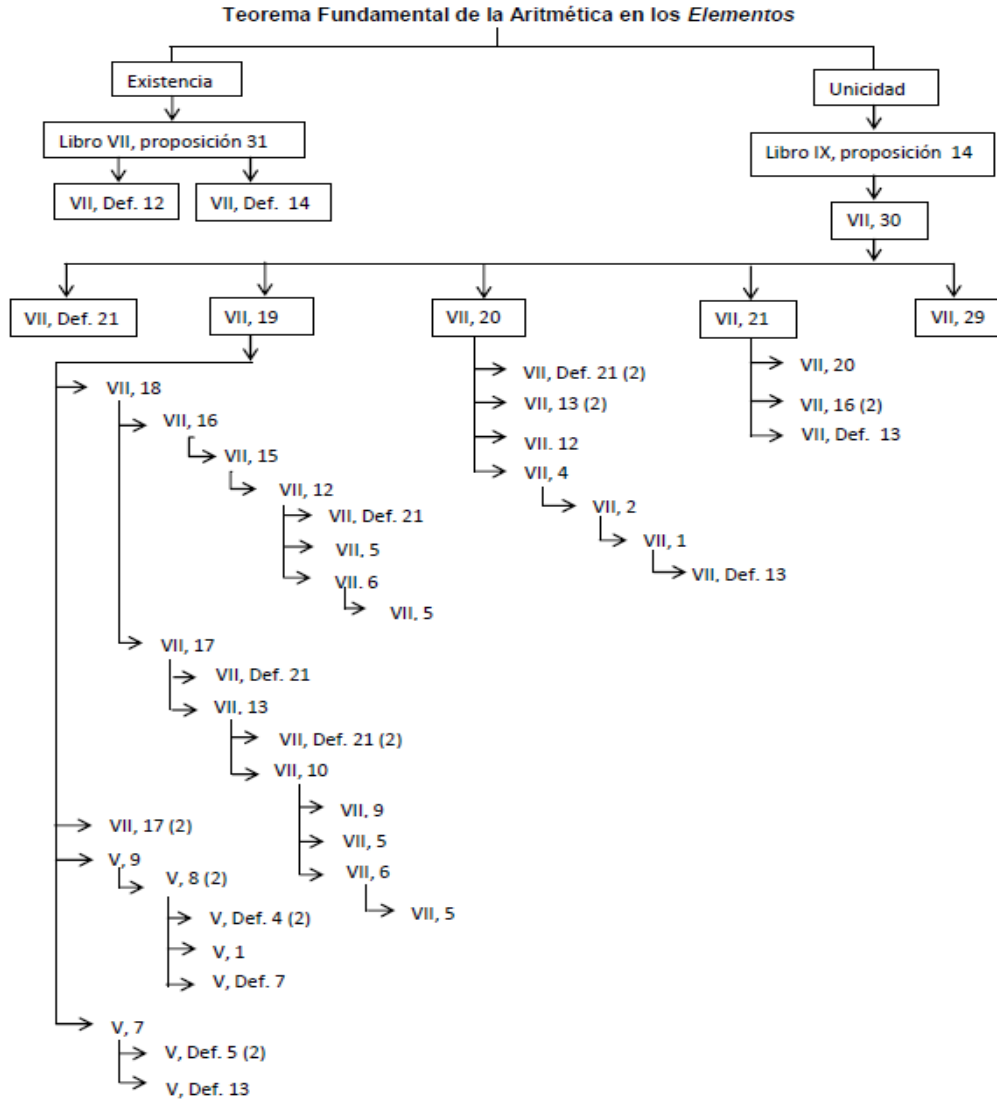 Teorema Fundamental de la Aritmética en los Elementos
Existencia
Unicidad
Libro VII, proposición 31
Libro IX, proposición 14
VII, Def. 12
VII, Def. 14
VII, 30
VII, Def. 21
VII, 19
VII, 20
VII, 21
VII, 29
VII, 18
VII, 16
VII, 15
VII, 12
VII, Def. 21
VII, 5
VII. 6
VII, 5
VII, 17
VII, Def. 21
VII, 13
VII, Def. 21 (2)
VII, 10
VII, 9
VII, 5
VII, 6
VII, 5
VII, 17 (2)
V, 9
V, 8 (2)
V, Def. 4 (2)
V, 1
V, Def. 7
V, 7
V, Def. 5 (2)
V, Def. 13
VII, Def. 21 (2)
VII, 13 (2)
VII. 12
VII, 4
VII, 2
VII, 1
VII, Def. 13
VII, 20
VII, 16 (2)
VII, Def. 13